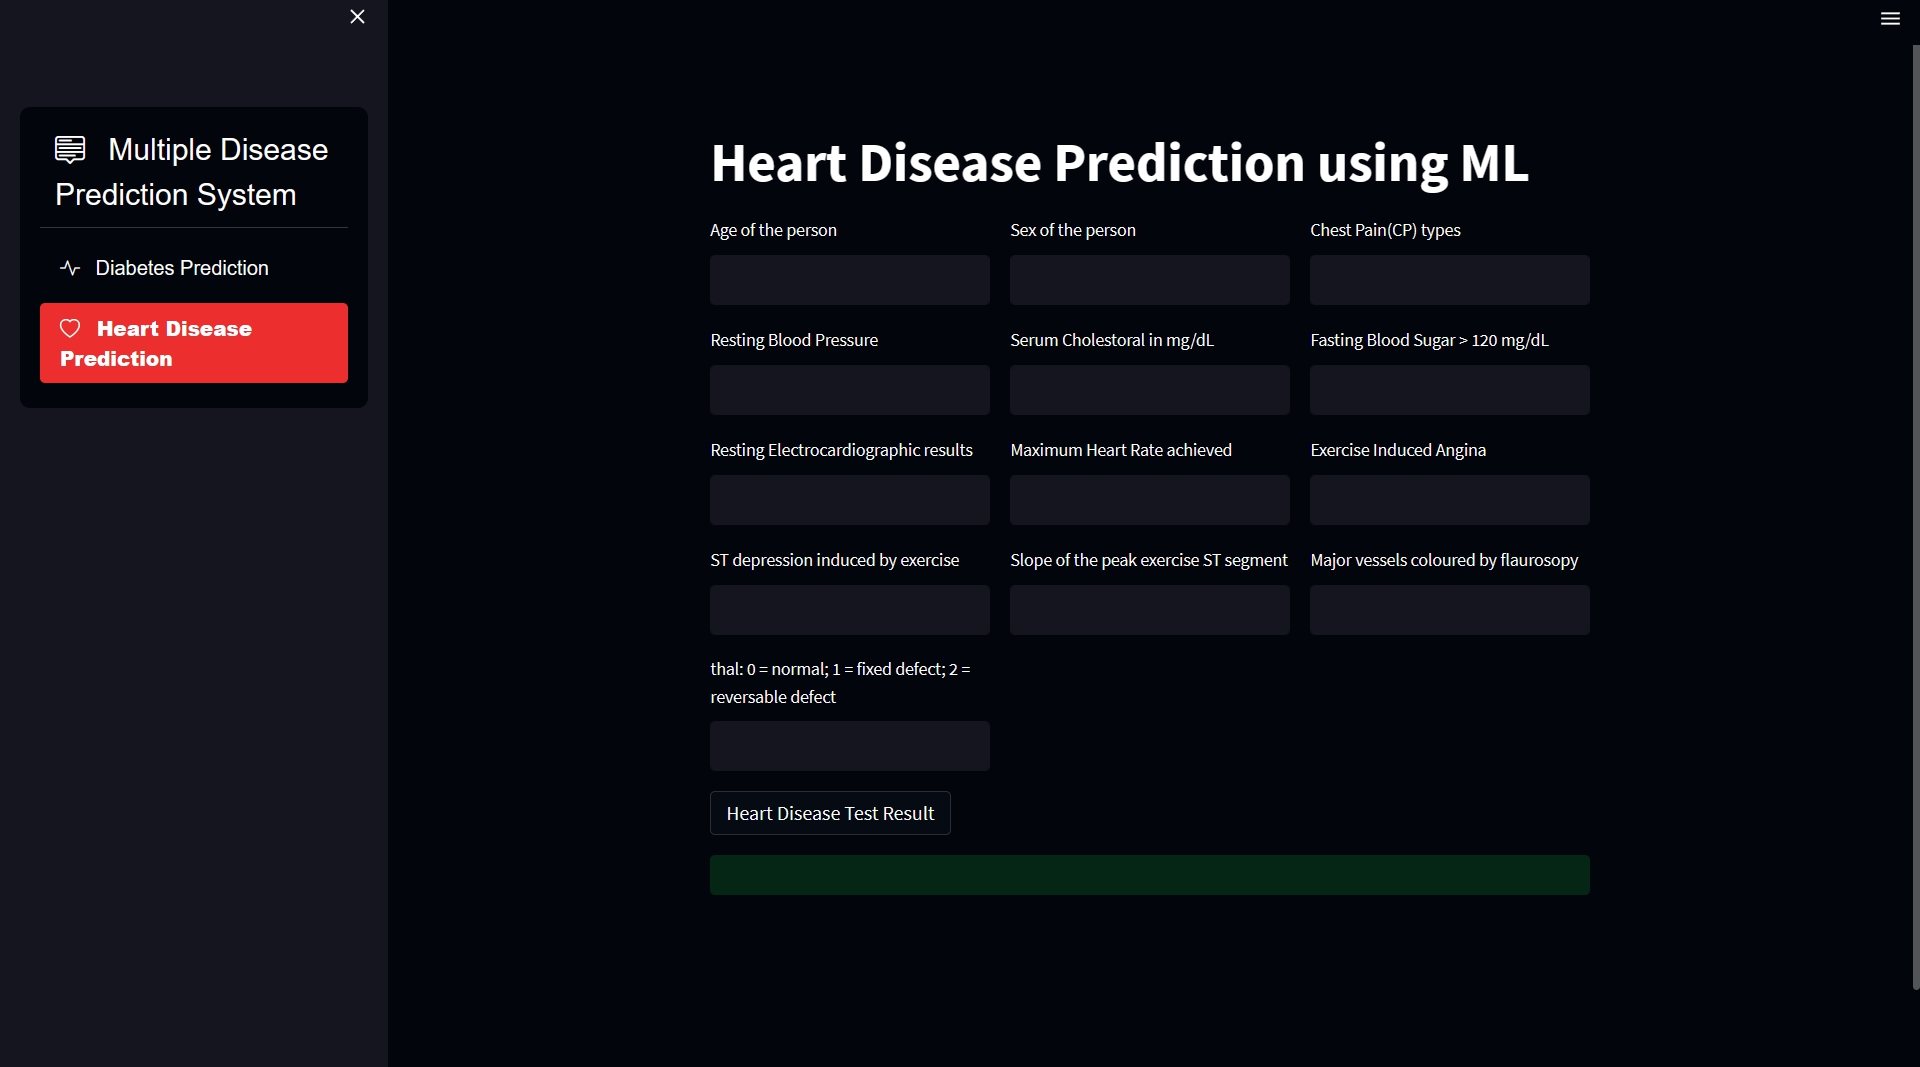 Multiple Disease
Prediction System
Diabetes Prediction
Heart Disease
Prediction
Heart Disease Prediction using ML
Age of the person
Sex of the person
Chest Pain(CP) types
Resting Blood Pressure
Serum Cholestoral in mg/dL
Fasting Blood Sugar > 120 mg/dL
Resting Electrocardiographic results
Maximum Heart Rate achieved
Exercise Induced Angina
ST depression induced by exercise
Slope of the peak exercise ST segment
Major vessels coloured by flaurosopy
thal: 0 = normal; 1 = fixed defect; 2 =
reversable defect
Heart Disease Test Result